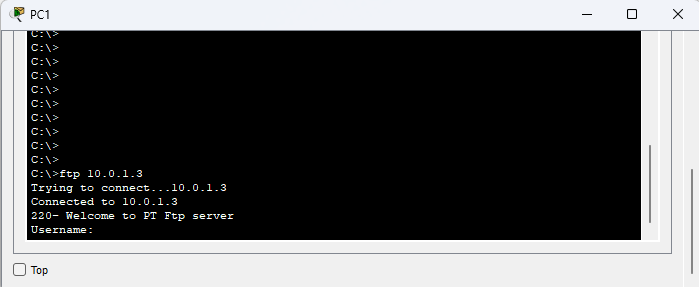 PC1
C:\>
C:\>
C:\>
C:\>
C:\>
C:\>
C:\>
C:\>
C:\>
C:\>
C:\>ftp 10.0.1.3
Trying to connect...10.0.1.3
Connected to 10.0.1.3
220- Welcome to PT Ftp server
Username:
Top